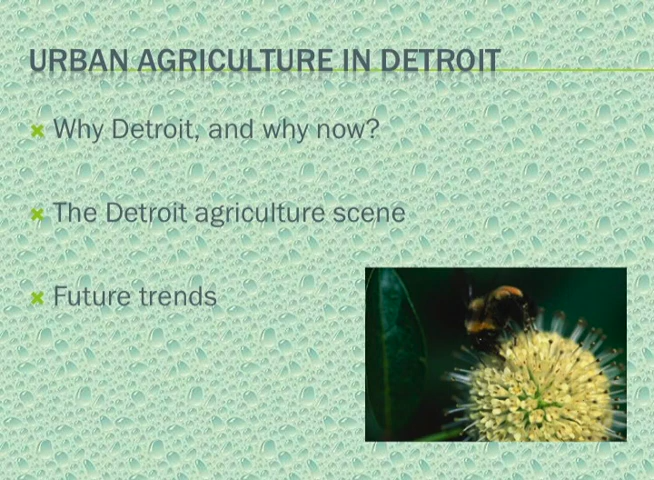 URBAN AGRICULTURE IN DETROIT
Why Detroit, and why now?
The Detroit agriculture scene
Future trends